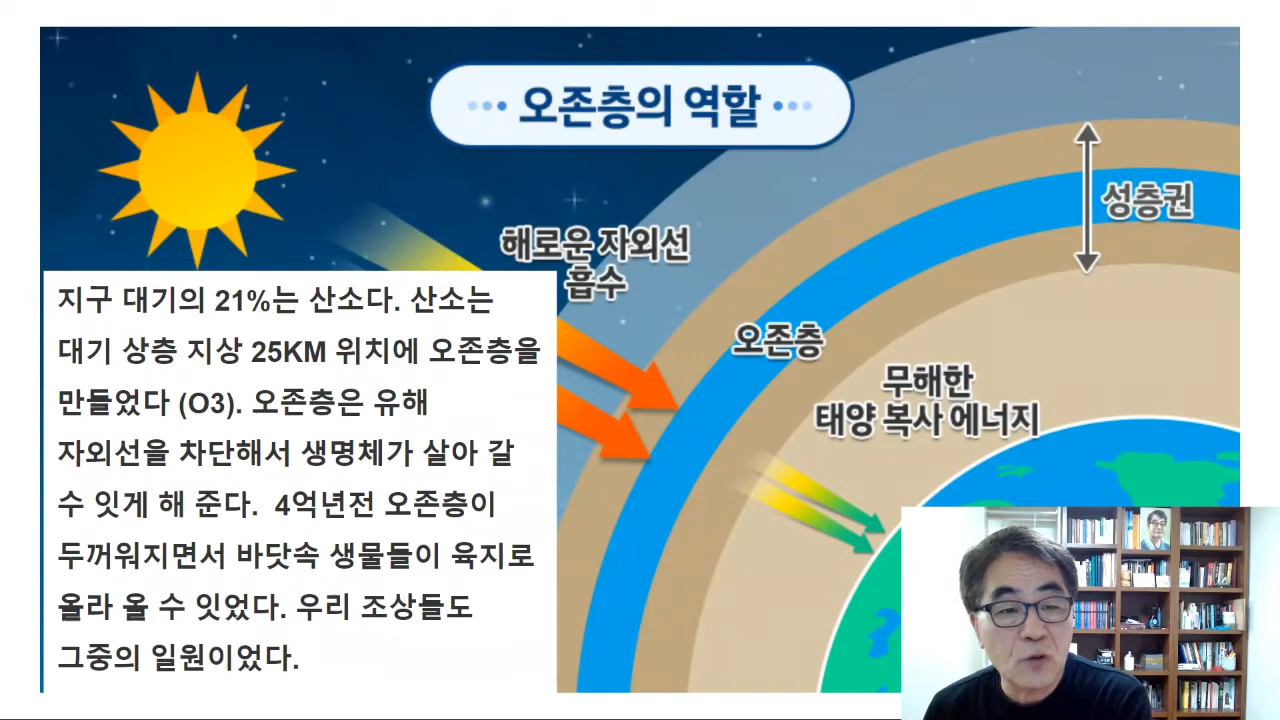 오존층의 역할
성층권
해로운 자외선
흡수
오존층
무해한
태양 복사 에너지
지구 대기의 21%는 산소다. 산소는
대기 상층 지상 25KM 위치에 오존층을
만들었다 (O3). 오존층은 유해
자외선을 차단해서 생명체가 살아 갈
수 잇게 해 준다. 4억년전 오존층이
두꺼워지면서 바닷속 생물들이 육지로
올라 올 수 잇었다. 우리 조상들도
그중의 일원이었다.